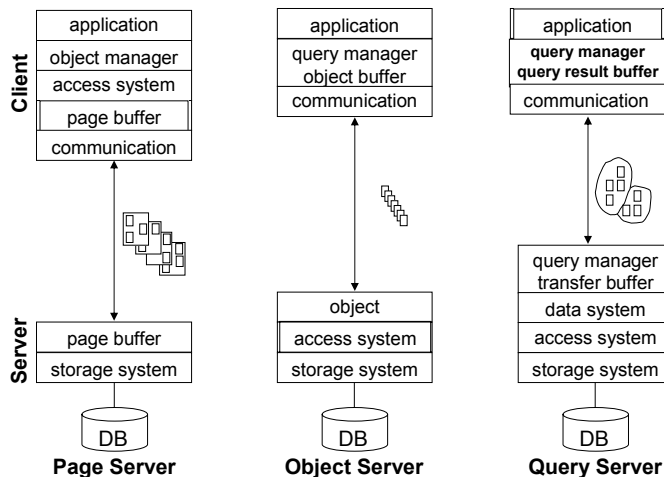 Client
application
object manager
access system
page buffer
communication
application
query manager
object buffer
communication
application
query manager
query result buffer
communication
Server
page buffer
storage system
DB
Page Server
object
access system
storage system
DB
Object Server
query manager
transfer buffer
data system
access system
storage system
DB
Query Server